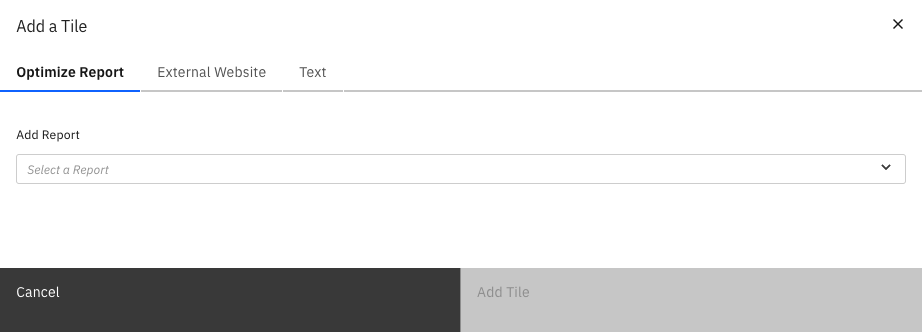 Add a Tile
Optimize Report External Website Text
Add Report
Select a Report
Cancel Add Tile